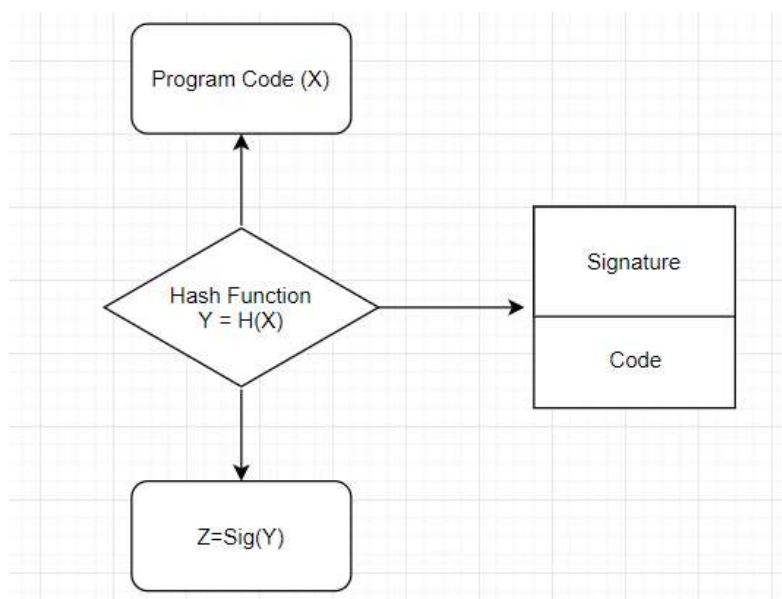 Program Code (X)
Hash Function
Y = H(X)
Signature
Code
Z=Sig(Y)